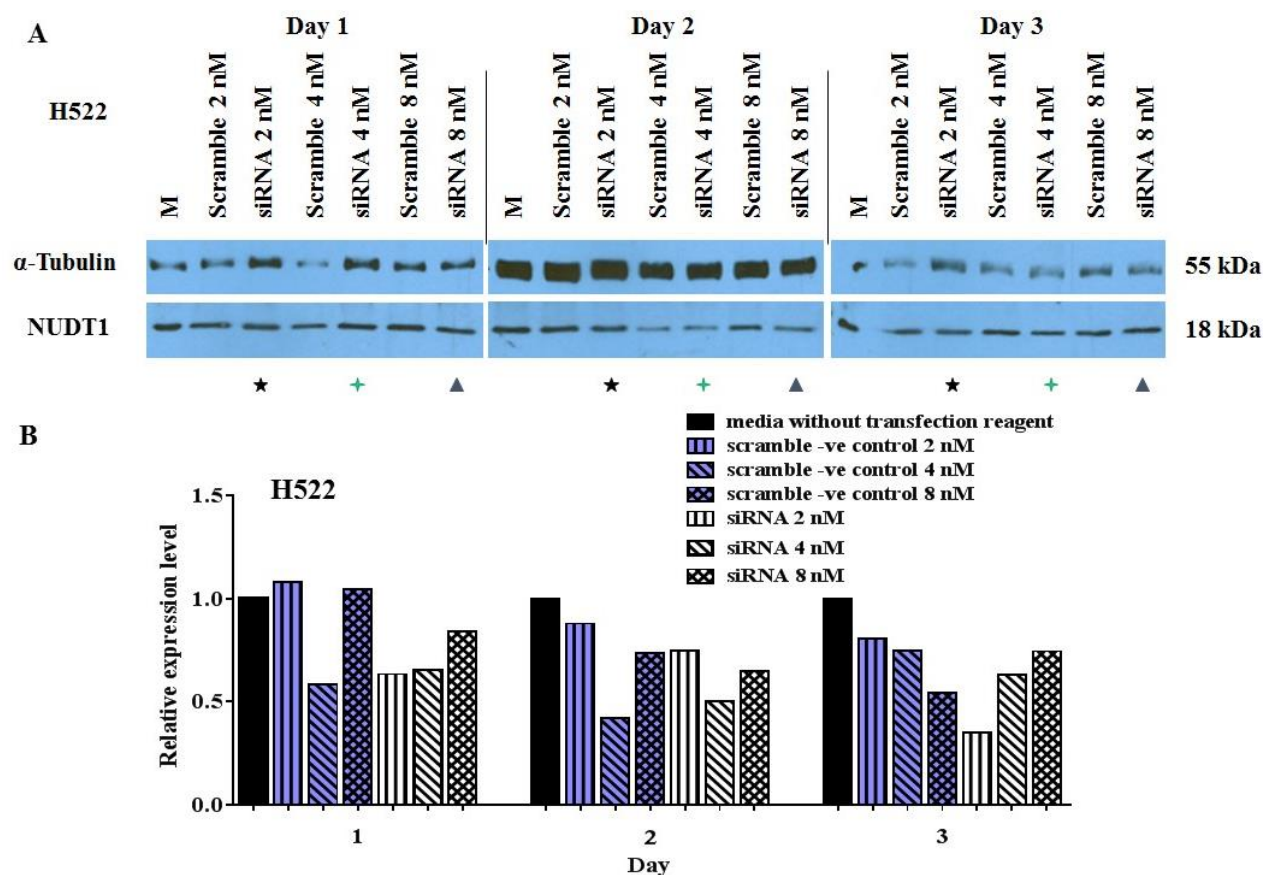 A
Day 1
Day 2
Day 3
H522
M
Scramble 2 nM
siRNA 2 nM
Scramble 4 nM
siRNA 4 nM
Scramble 8 nM
siRNA 8 nM
M
Scramble 2 nM
siRNA 2 nM
Scramble 4 nM
siRNA 4 nM
Scramble 8 nM
siRNA 8 nM
M
Scramble 2 nM
siRNA 2 nM
Scramble 4 nM
siRNA 4 nM
Scramble 8 nM
siRNA 8 nM
α-Tubulin
55 kDa
NUDT1
18 kDa
B
media without transfection reagent
scramble -ve control 2 nM
scramble -ve control 4 nM
scramble -ve control 8 nM
siRNA 2 nM
siRNA 4 nM
siRNA 8 nM
H522
Relative expression level
1.5
1.0
0.5
0.0
1
2
3
Day